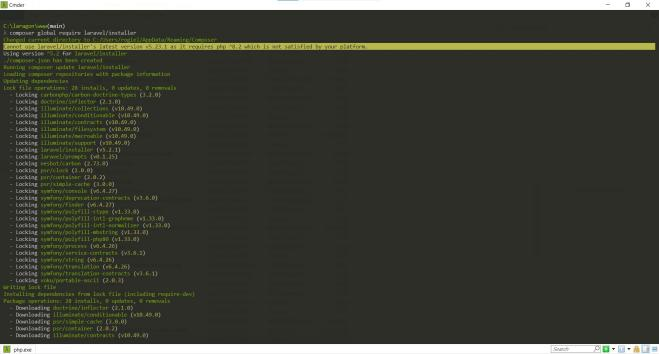 Cmder
C:\laragon\www(main)
λ composer global require laravel/installer
Changed current directory to C:/Users/rogie1/AppData/Roaming/Composer
Cannot use laravel/installer's latest version v5.23.1 as it requires php ^8.2 which is not satisfied by your platform.
Using version ^5.2 for laravel/installer
./composer.json has been created
Running composer update laravel/installer
Loading composer repositories with package information
Updating dependencies
Lock file operations: 28 installs, 0 updates, 0 removals
- Locking carbonphp/carbon-doctrine-types (3.2.0)
- Locking doctrine/inflector (2.1.0)
- Locking illuminate/collections (v10.49.0)
- Locking illuminate/conditionable (v10.49.0)
- Locking illuminate/contracts (v10.49.0)
- Locking illuminate/filesystem (v10.49.0)
- Locking illuminate/macroable (v10.49.0)
- Locking illuminate/support (v10.49.0)
- Locking laravel/installer (v5.2.1)
- Locking laravel/prompts (v0.1.25)
- Locking nesbot/carbon (2.73.0)
- Locking psr/clock (1.0.0)
- Locking psr/container (2.0.2)
- Locking psr/simple-cache (3.0.0)
- Locking symfony/console (v6.4.27)
- Locking symfony/deprecation-contracts (v3.6.0)
- Locking symfony/finder (v6.4.27)
- Locking symfony/polyfill-ctype (v1.33.0)
- Locking symfony/polyfill-intl-grapheme (v1.33.0)
- Locking symfony/polyfill-intl-normalizer (v1.33.0)
- Locking symfony/polyfill-mbstring (v1.33.0)
- Locking symfony/polyfill-php80 (v1.33.0)
- Locking symfony/process (v6.4.26)
- Locking symfony/service-contracts (v3.6.1)
- Locking symfony/string (v6.4.26)
- Locking symfony/translation (v6.4.26)
- Locking symfony/translation-contracts (v3.6.1)
- Locking voku/portable-ascii (2.0.3)
Writing lock file
Installing dependencies from lock file (including require-dev)
Package operations: 28 installs, 0 updates, 0 removals
- Downloading doctrine/inflector (2.1.0)
- Downloading illuminate/conditionable (v10.49.0)
- Downloading psr/simple-cache (3.0.0)
- Downloading psr/container (2.0.2)
- Downloading illuminate/contracts (v10.49.0)
php.exe
Search